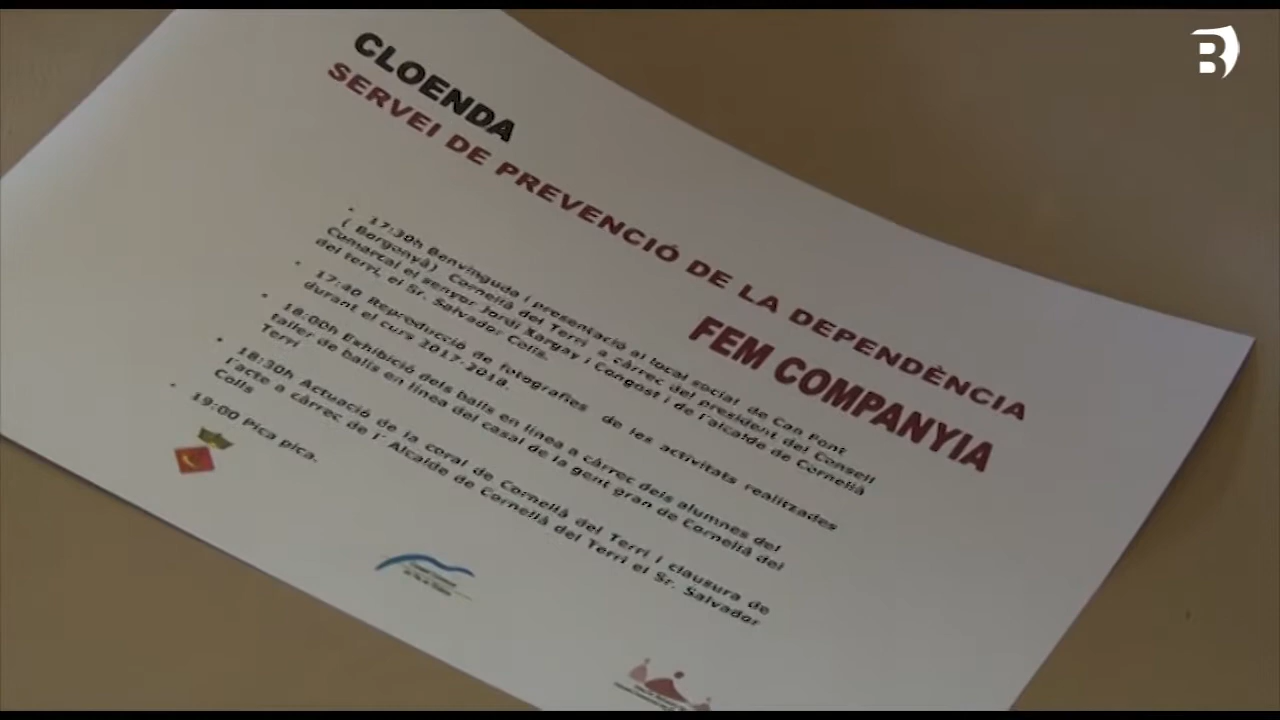 B
CLOENDA
SERVEI DE PREVENCIÓ DE LA DEPENDÈNCIA
FEM COMPANYIA
17:30h Benvinguda i presentació al local social de Can Pont
( Borgonyà) Cornellà del Terri a càrrec del President del Consell
Comarcal el senyor Jordi Xargay i Congost i de l'alcalde de Cornellà
del terri, el Sr. Salvador Colls.
17:40 Reproducció de fotografies de les activitats realitzades
durant el curs 2017-2018.
18:00h Exhibició dels balls en línea a càrrec dels alumnes del
taller de balls en línea del casal de la gent gran de Cornellà del
Terri
18:30h Actuació de la coral de Cornellà del Terri i clausura de
l'acte a càrrec de l' Alcalde de Cornellà del Terri el Sr. Salvador
Colls
19:00 Pica pica.